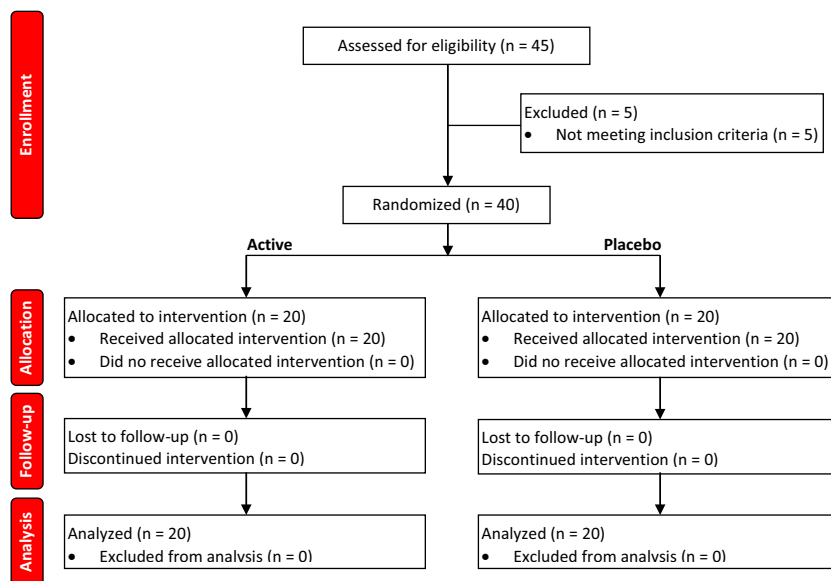 Enrollment
Assessed for eligibility (n = 45)
Excluded (n = 5)
• Not meeting inclusion criteria (n = 5)
Randomized (n = 40)
Active
Placebo
Allocation
Allocated to intervention (n = 20)
• Received allocated intervention (n = 20)
• Did no receive allocated intervention (n = 0)
Allocated to intervention (n = 20)
• Received allocated intervention (n = 20)
• Did no receive allocated intervention (n = 0)
Follow-up
Lost to follow-up (n = 0)
Discontinued intervention (n = 0)
Lost to follow-up (n = 0)
Discontinued intervention (n = 0)
Analysis
Analyzed (n = 20)
• Excluded from analysis (n = 0)
Analyzed (n = 20)
• Excluded from analysis (n = 0)